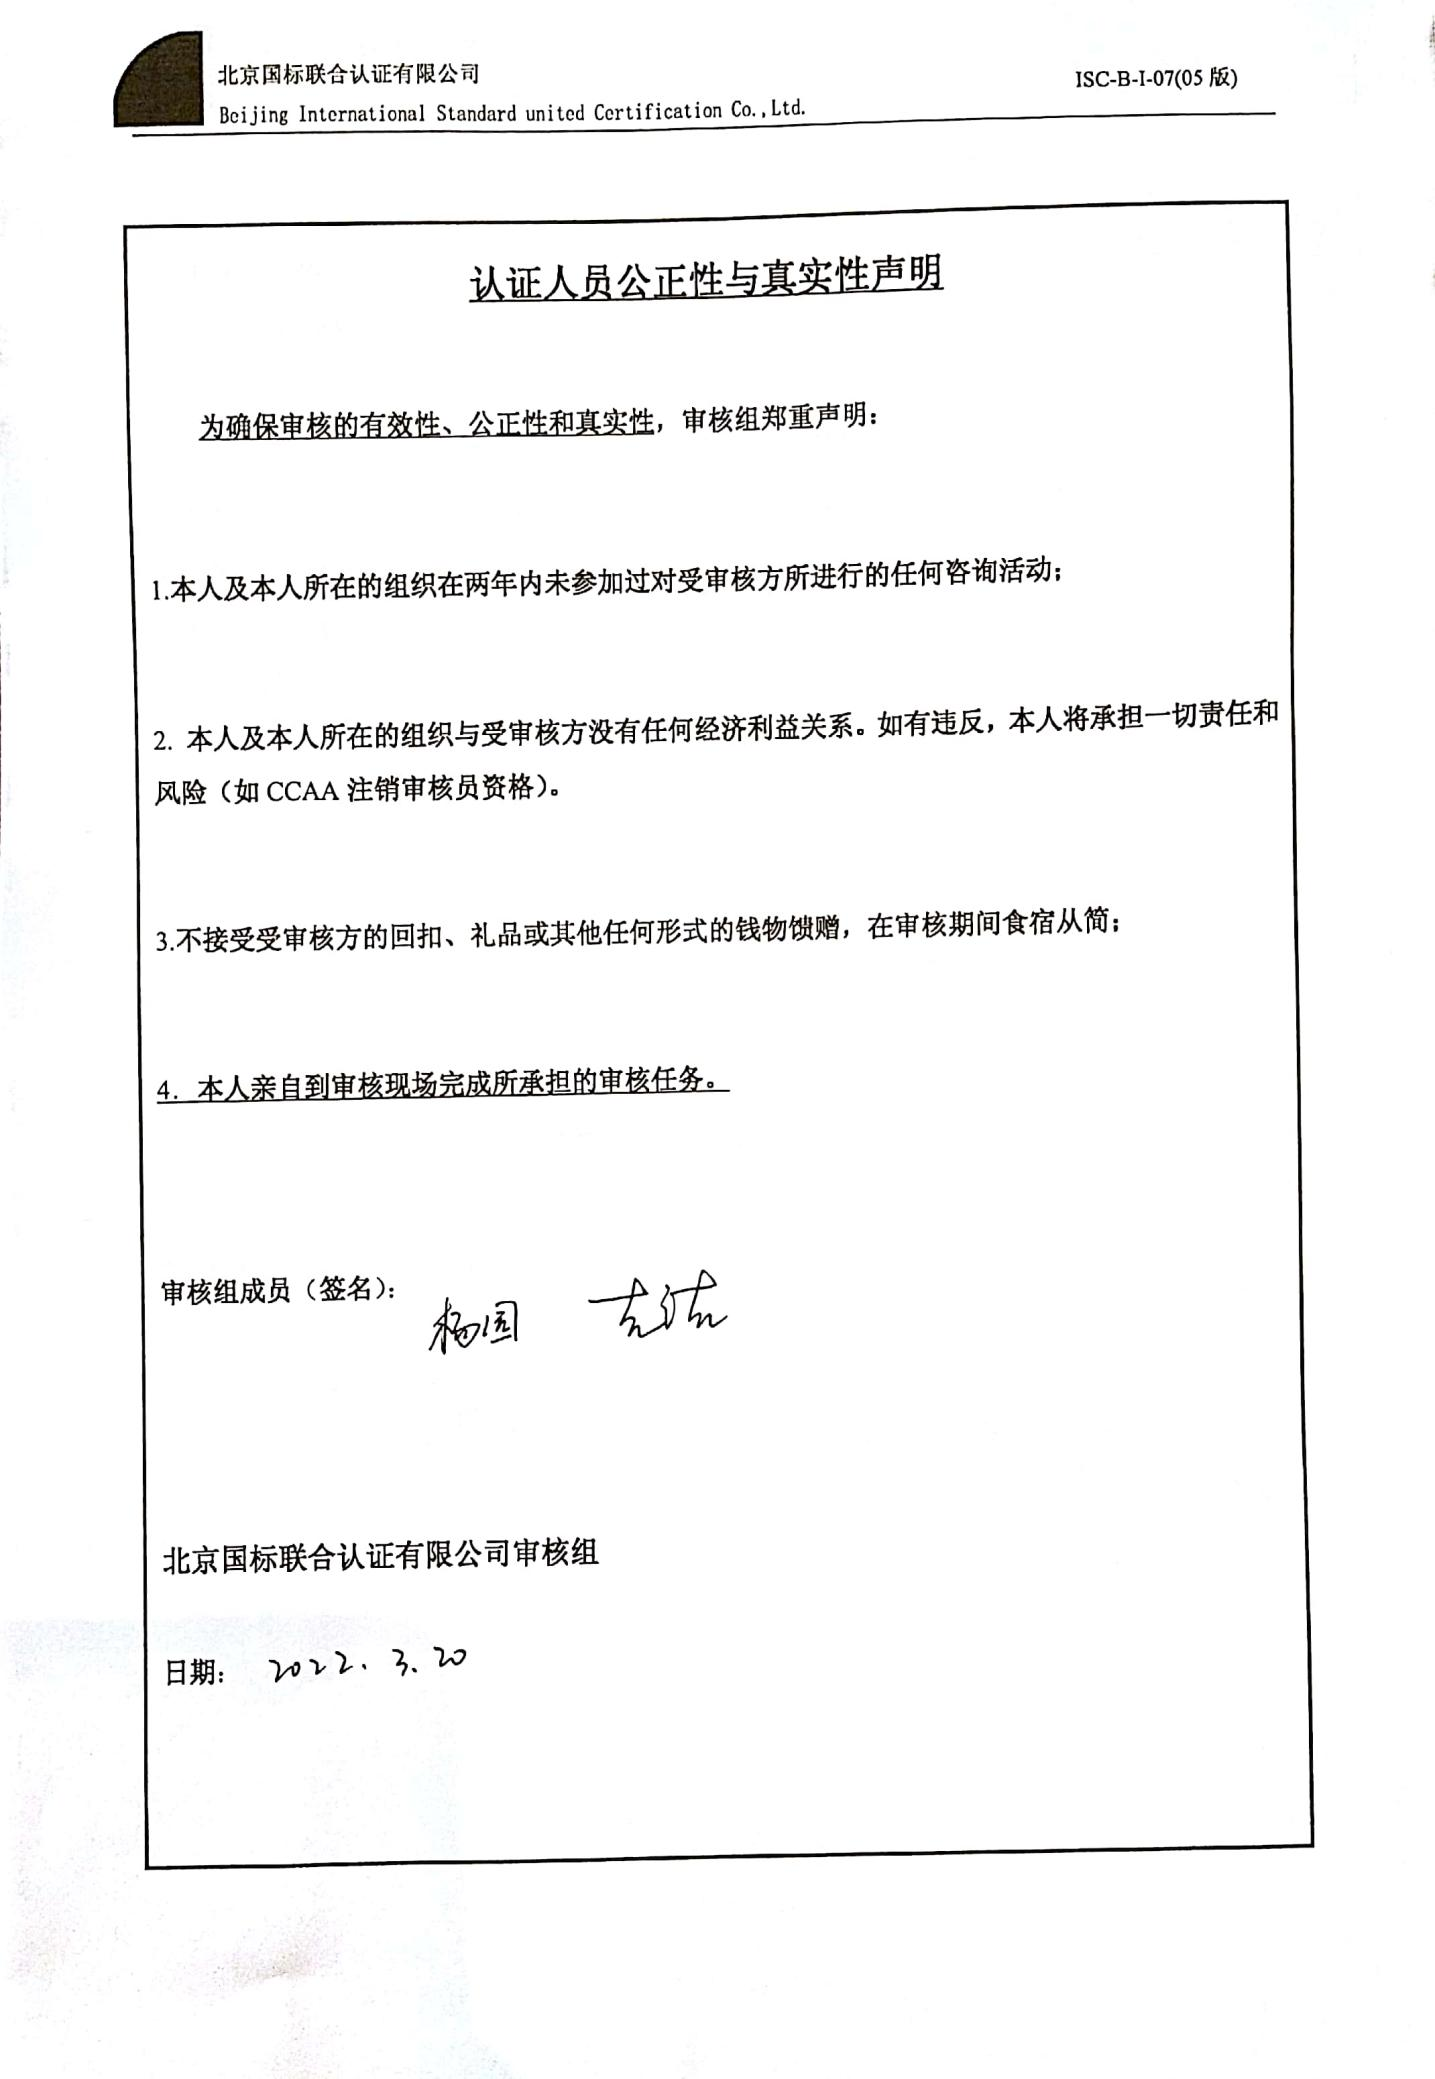 北京国标联合认证有限公司
ISC-B-I-07(05 版)
Beijing International Standard united Certification Co.,Ltd.
认证人员公正性与真实性声明
为确保审核的有效性、公正性和真实性，审核组郑重声明：
1.本人及本人所在的组织在两年内未参加过对受审核方所进行的任何咨询活动；
2. 本人及本人所在的组织与受审核方没有任何经济利益关系。如有违反，本人将承担一切责任和
风险（如 CCAA 注销审核员资格）。
3.不接受受审核方的回扣、礼品或其他任何形式的钱物馈赠，在审核期间食宿从简；
4. 本人亲自到审核现场完成所承担的审核任务。
审核组成员（签名）： 杨园
北京国标联合认证有限公司审核组
日期： 2022.3.20